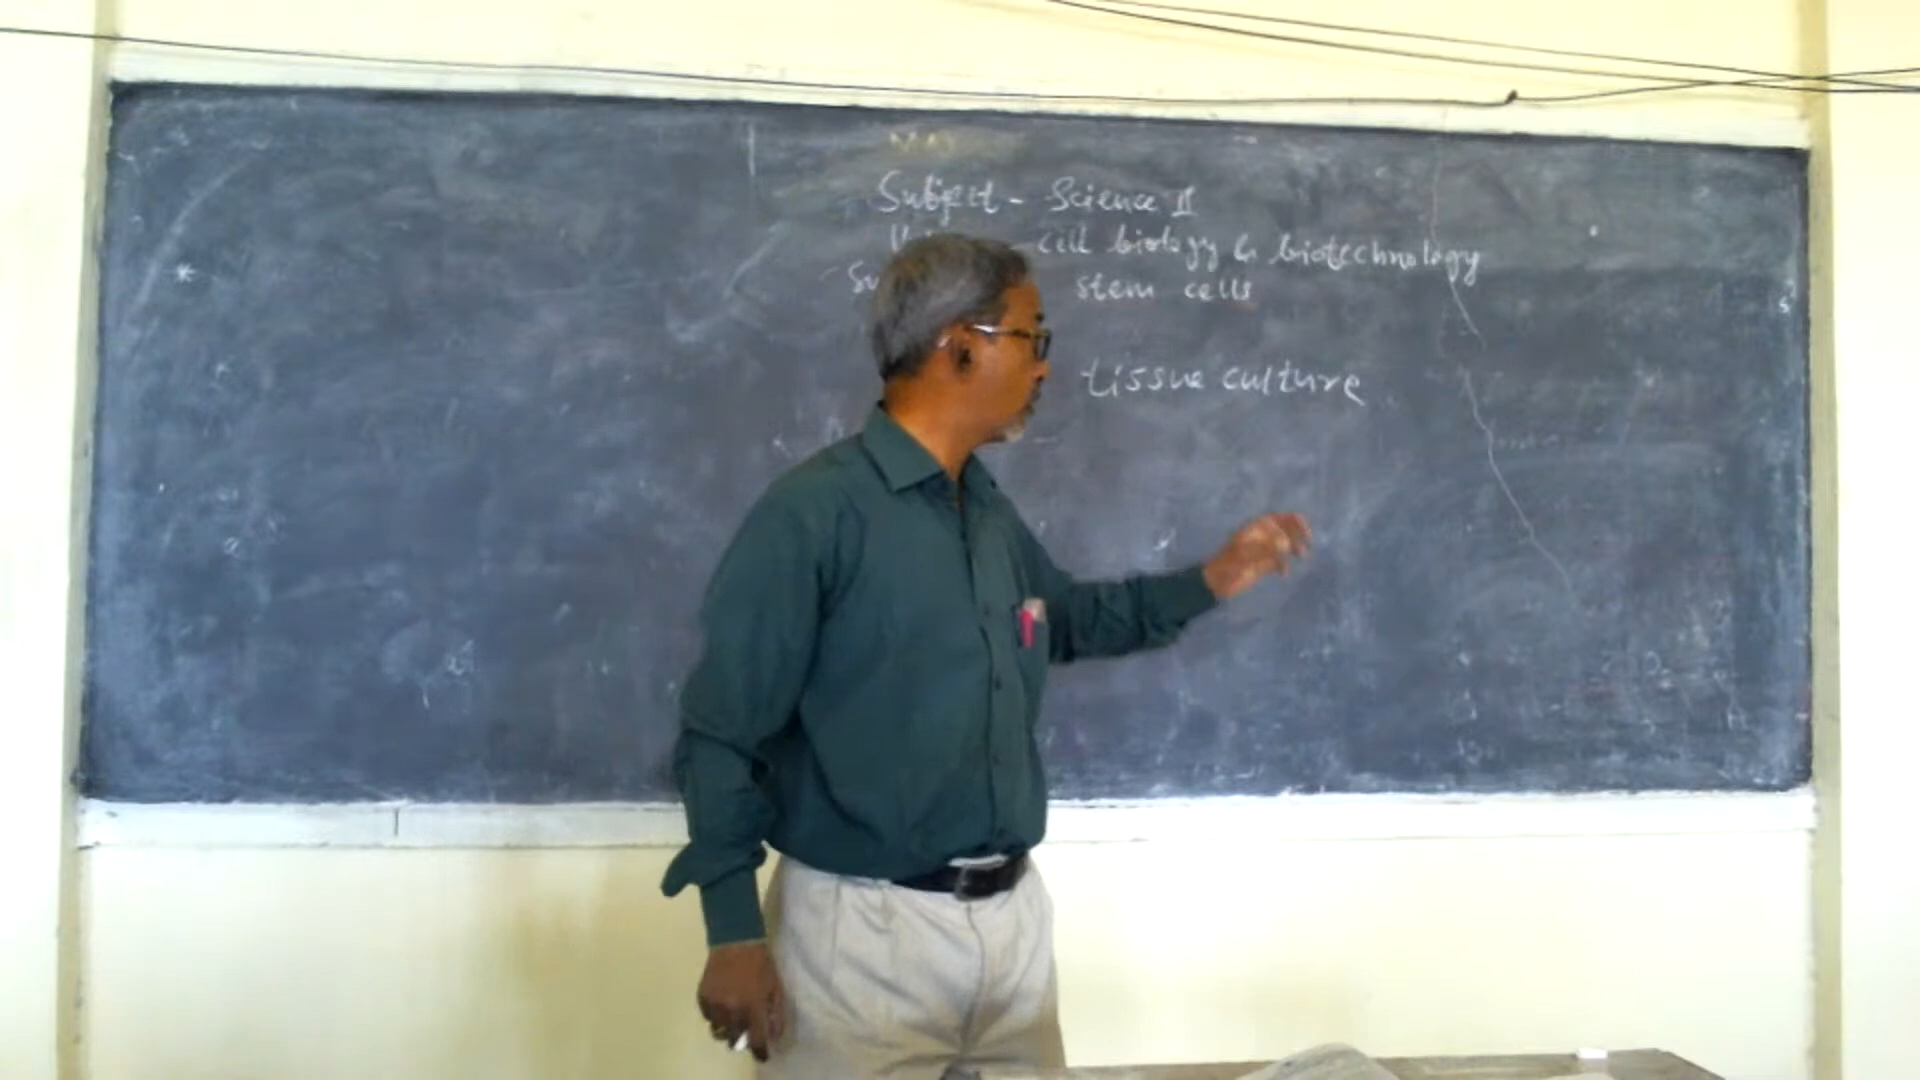 Subject - Science II
cell biology & biotechnology
stem cells
tissue culture